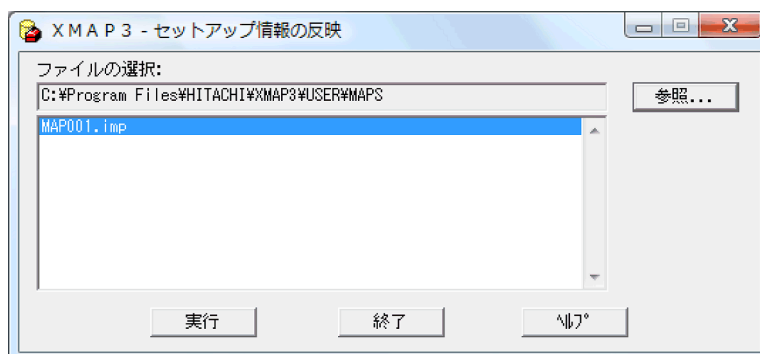 ＸＭＡＰ３-セットアップ情報の反映
ファイルの選択:
C:¥Program Files¥HITACHI¥XMAP3¥USER¥MAPS
参照...
MAP001.imp
実行
終了
ﾍﾙﾌﾟ